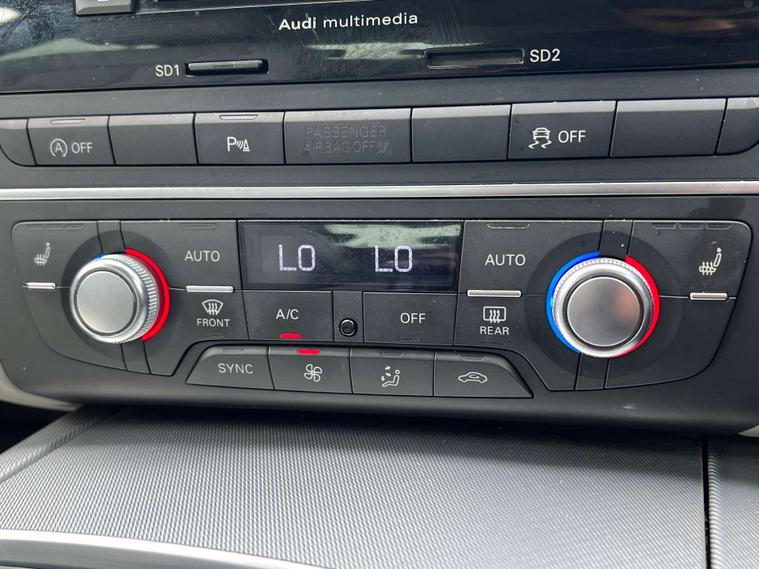 Audi multimedia
SD1
SD2
OFF
P
PASSENGER
AIRBAG OFF
OFF
AUTO
LO
LO
AUTO
FRONT
A/C
OFF
REAR
SYNC